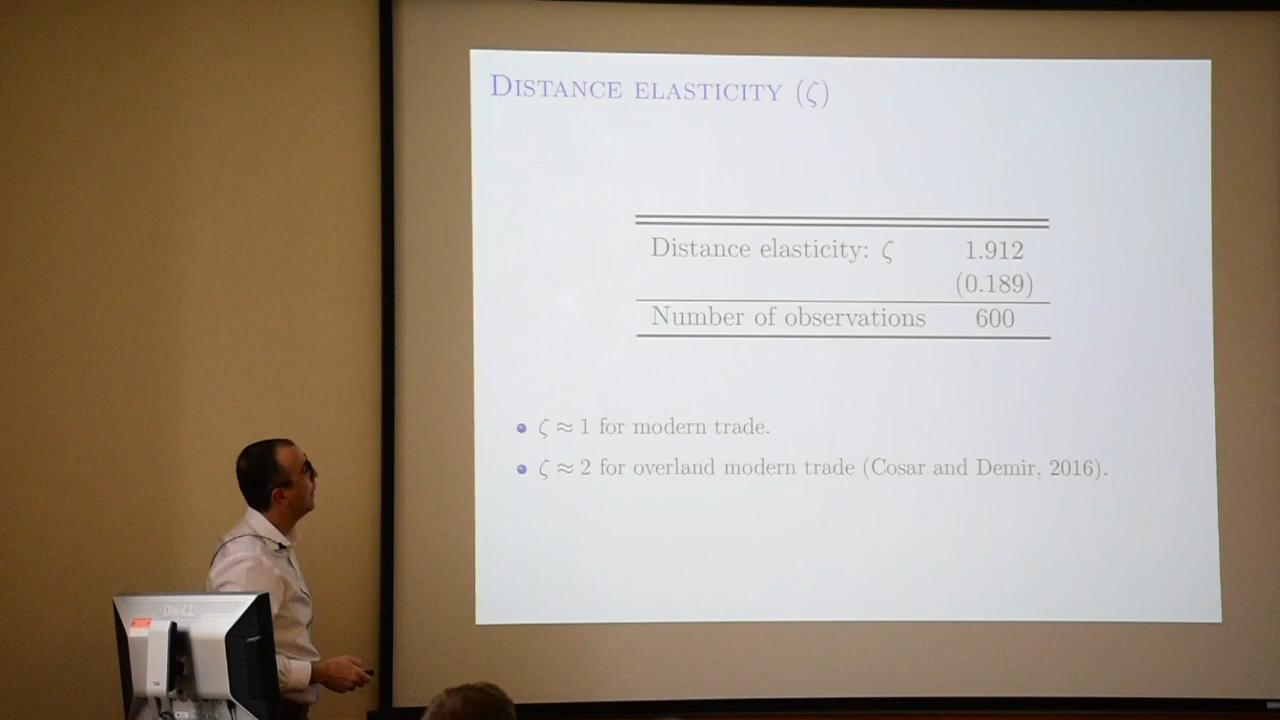 DISTANCE ELASTICITY (ζ)
Distance elasticity: ζ 1.912
(0.189)
Number of observations 600
ζ ≈ 1 for modern trade.
ζ ≈ 2 for overland modern trade (Cosar and Demir, 2016).
DELL